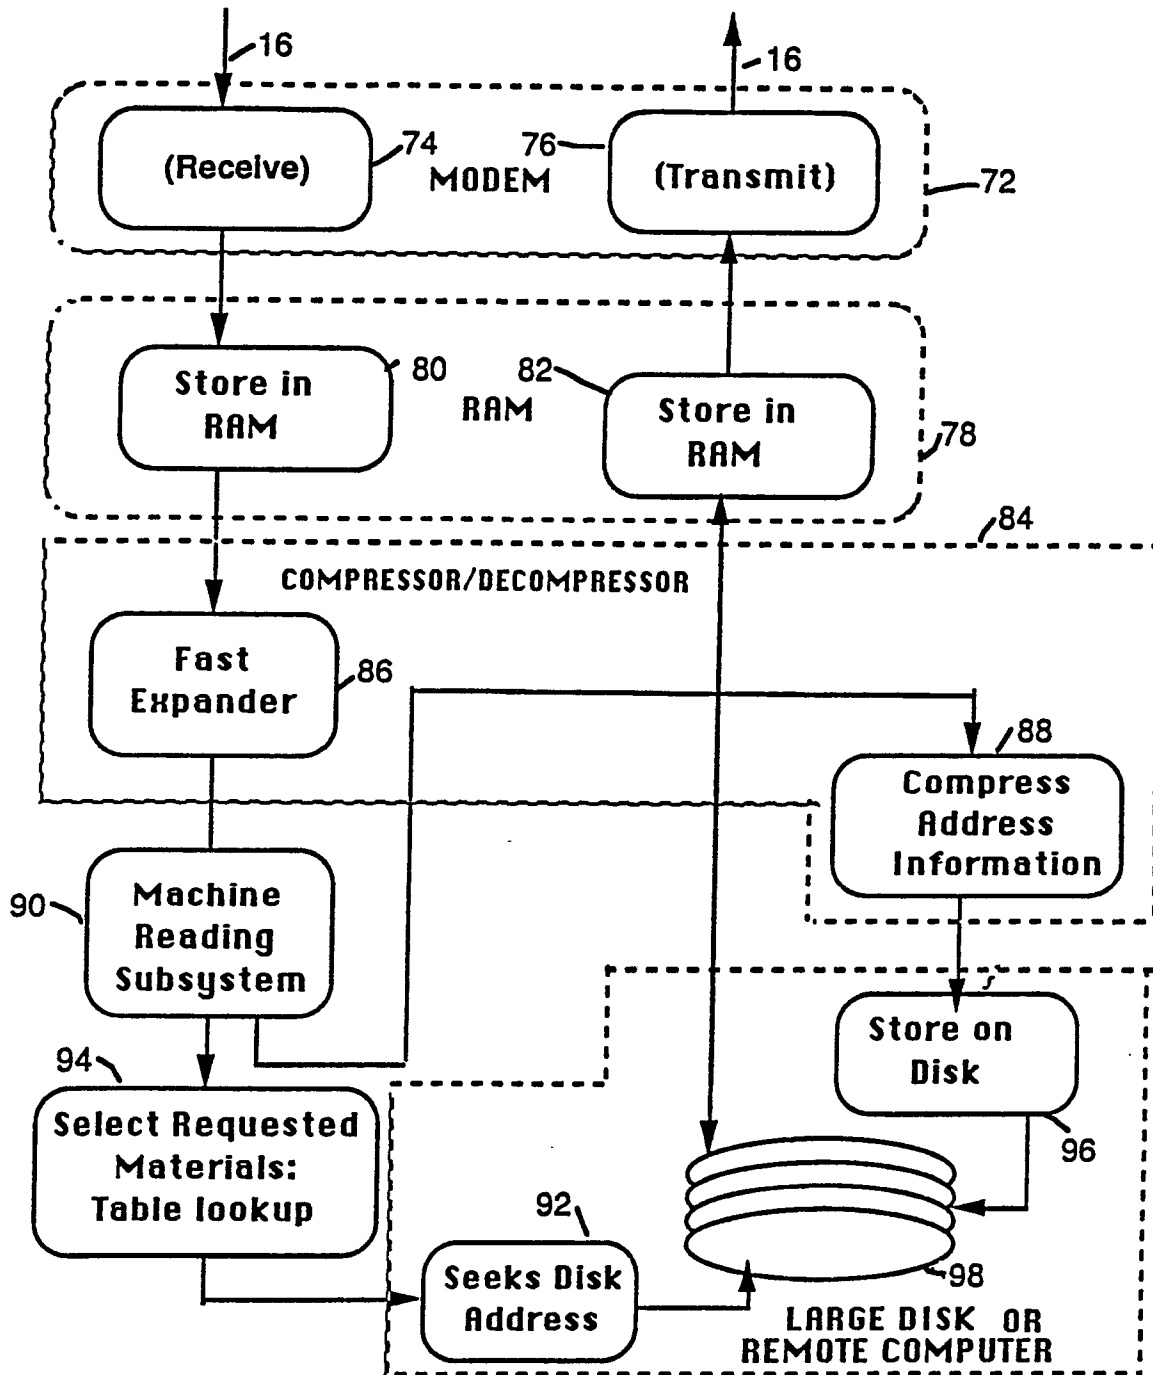 16
16
(Receive)
74
MODEM
76
(Transmit)
72
Store in
RAM
80
RAM
82
Store in
RAM
78
84
COMPRESSOR/DECOMPRESSOR
Fast
Expander
86
88
Compress
Address
Information
90
Machine
Reading
Subsystem
Store on
Disk
96
94
Select Requested
Materials:
Table lookup
92
Seeks Disk
Address
98
LARGE DISK OR
REMOTE COMPUTER